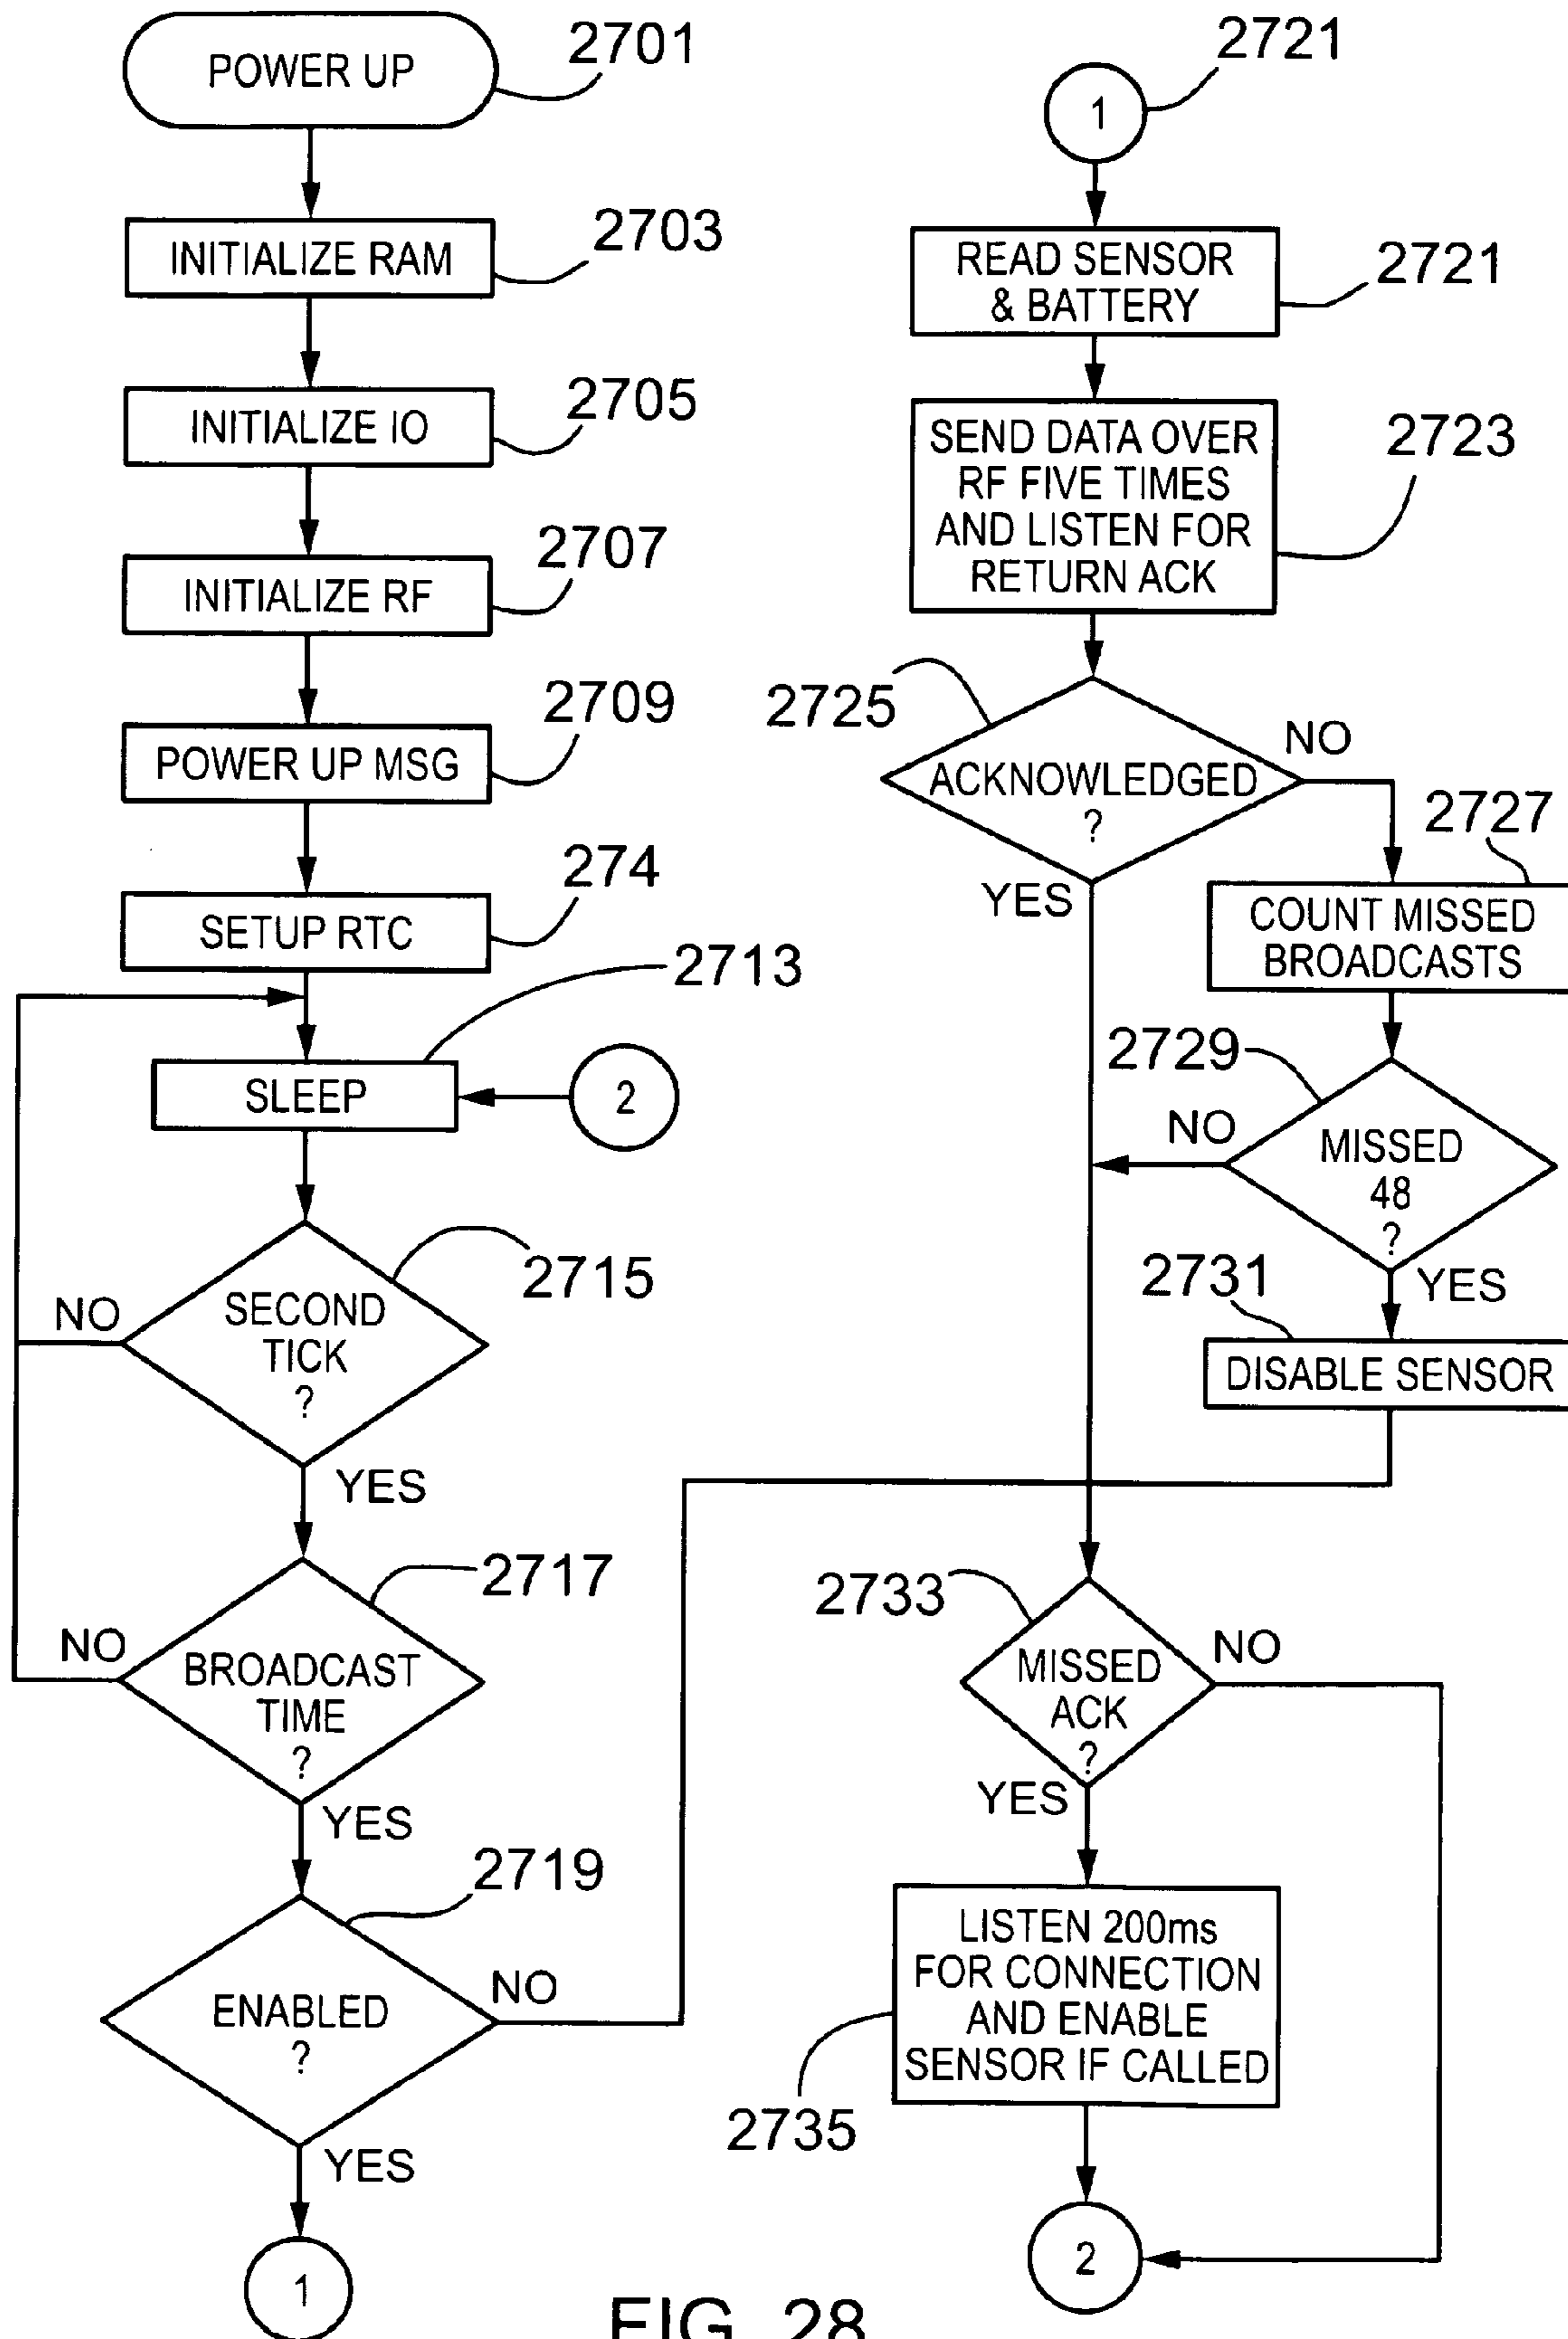 POWER UP
2701
INITIALIZE RAM
2703
INITIALIZE IO
2705
INITIALIZE RF
2707
POWER UP MSG
2709
SETUP RTC
274
2713
SLEEP
2
SECOND
TICK
?
2715
NO
YES
BROADCAST
TIME
?
2717
NO
YES
ENABLED
?
2719
NO
YES
1
1
2721
READ SENSOR
& BATTERY
2721
SEND DATA OVER
RF FIVE TIMES
AND LISTEN FOR
RETURN ACK
2723
2725
ACKNOWLEDGED
?
NO
YES
2727
COUNT MISSED
BROADCASTS
2729
MISSED
48
?
NO
YES
2731
DISABLE SENSOR
2733
MISSED
ACK
?
NO
YES
LISTEN 200ms
FOR CONNECTION
AND ENABLE
SENSOR IF CALLED
2735
2
FIG. 28